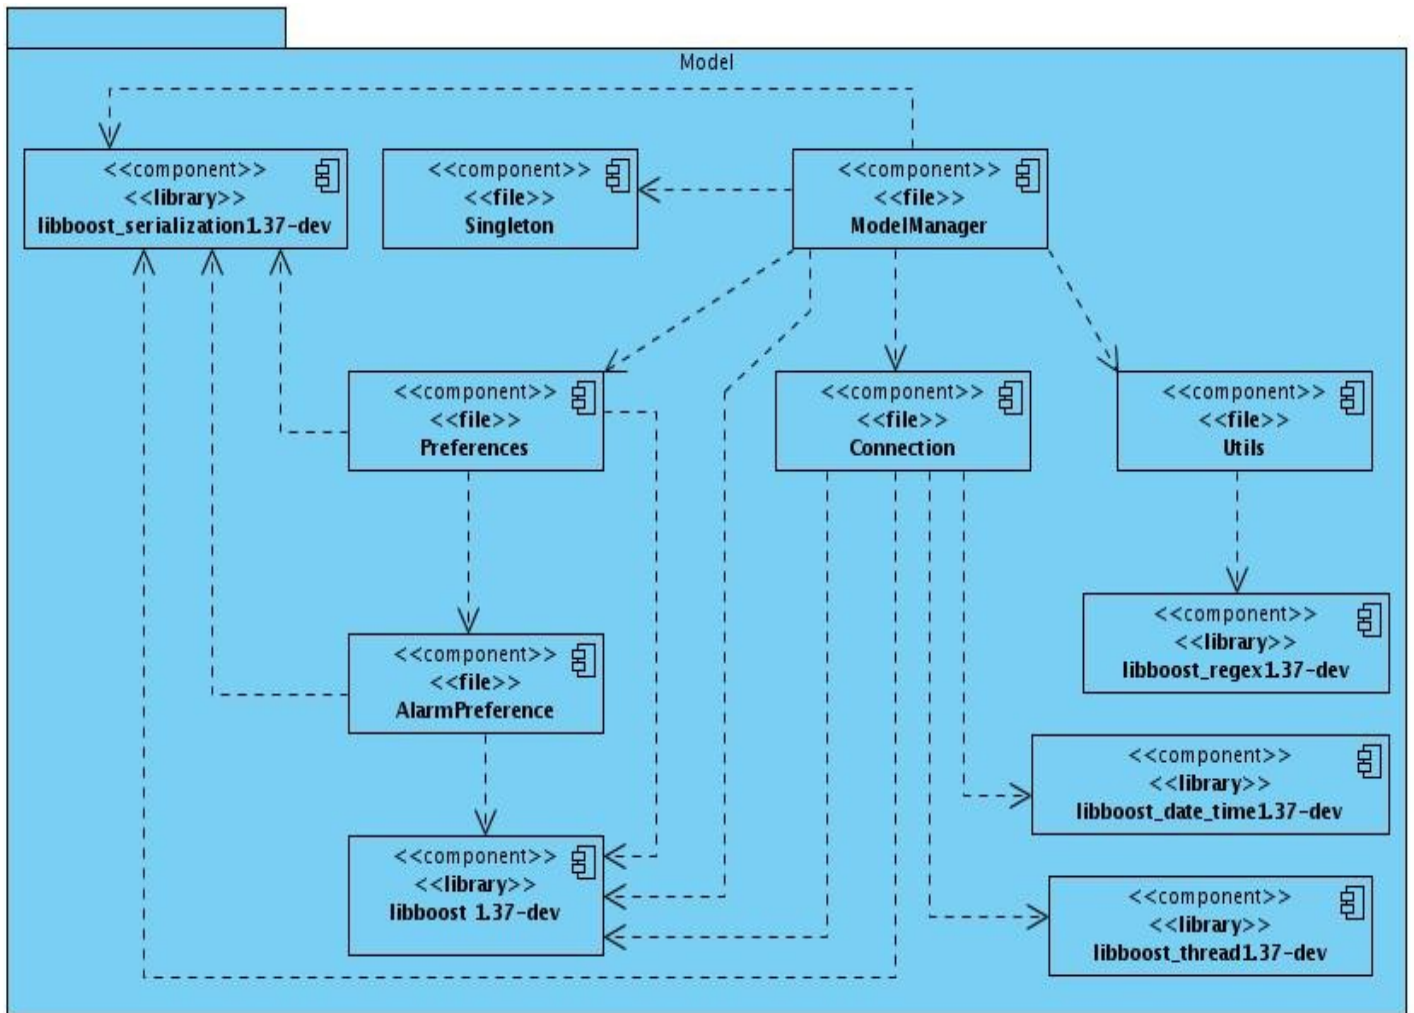 Model
<<component>>
<<library>>
libboost_serialization1.37-dev
<<component>>
<<file>>
Singleton
<<component>>
<<file>>
ModelManager
<<component>>
<<file>>
Preferences
<<component>>
<<file>>
Connection
<<component>>
<<file>>
Utils
<<component>>
<<library>>
libboost_regex1.37-dev
<<component>>
<<file>>
AlarmPreference
<<component>>
<<library>>
libboost_date_time1.37-dev
<<component>>
<<library>>
libboost 1.37-dev
<<component>>
<<library>>
libboost_thread1.37-dev